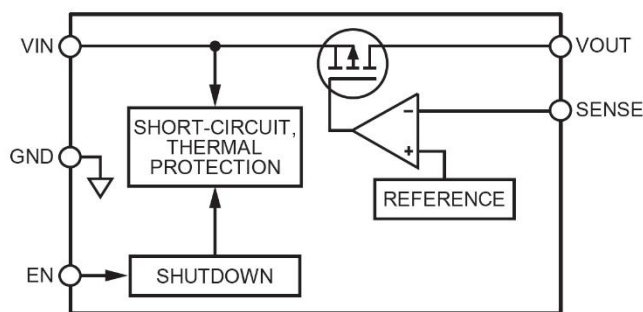 VIN
VOUT
SENSE
SHORT-CIRCUIT,
THERMAL
PROTECTION
GND
-
+
REFERENCE
EN
SHUTDOWN